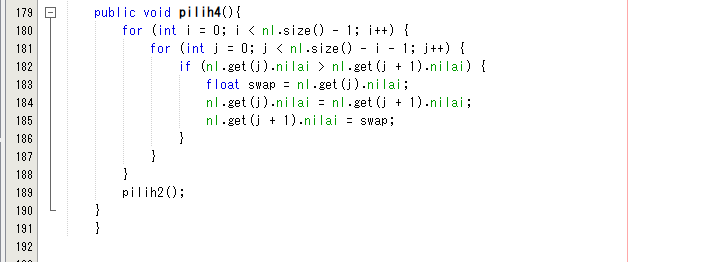 179 public void pilih4(){
180 for (int i = 0; i < nl.size() - 1; i++) {
181 for (int j = 0; j < nl.size() - i - 1; j++) {
182 if (nl.get(j).nilai > nl.get(j + 1).nilai) {
183 float swap = nl.get(j).nilai;
184 nl.get(j).nilai = nl.get(j + 1).nilai;
185 nl.get(j + 1).nilai = swap;
186 }
187 }
188 }
189 pilih2();
190 }
191 }
192